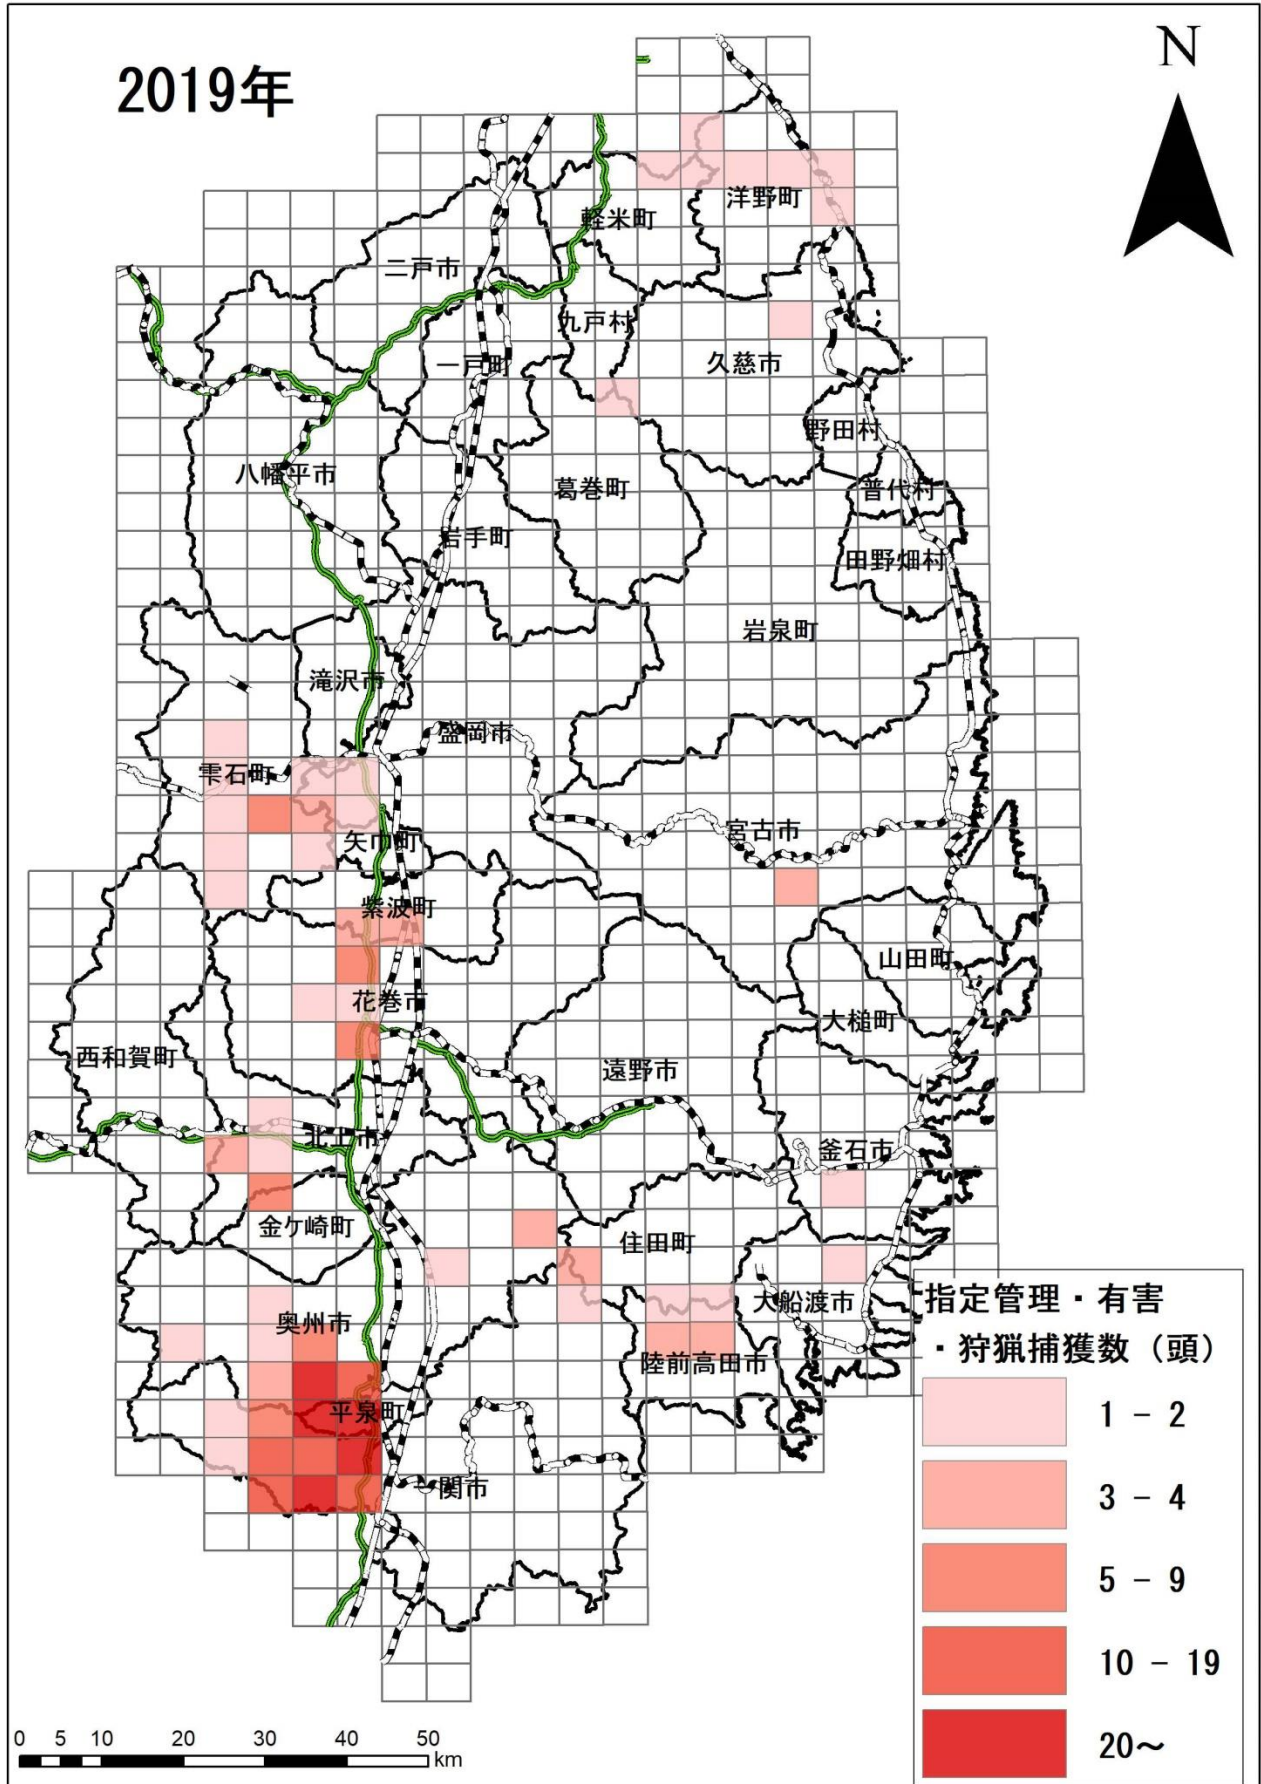 2019年
N
洋野町
軽米町
二戸市
九戸村
久慈市
一戸町
野田村
八幡平市
葛巻町
普代村
岩手町
田野畑村
岩泉町
滝沢市
盛岡市
雫石町
宮古市
矢巾町
紫波町
山田町
花巻市
大槌町
西和賀町
遠野市
北上市
釜石市
金ケ崎町
住田町
大船渡市
奥州市
陸前高田市
平泉町
一関市
指定管理・有害
・狩猟捕獲数（頭）
1 - 2
3 - 4
5 - 9
10 - 19
20～
0 5 10 20 30 40 50
km